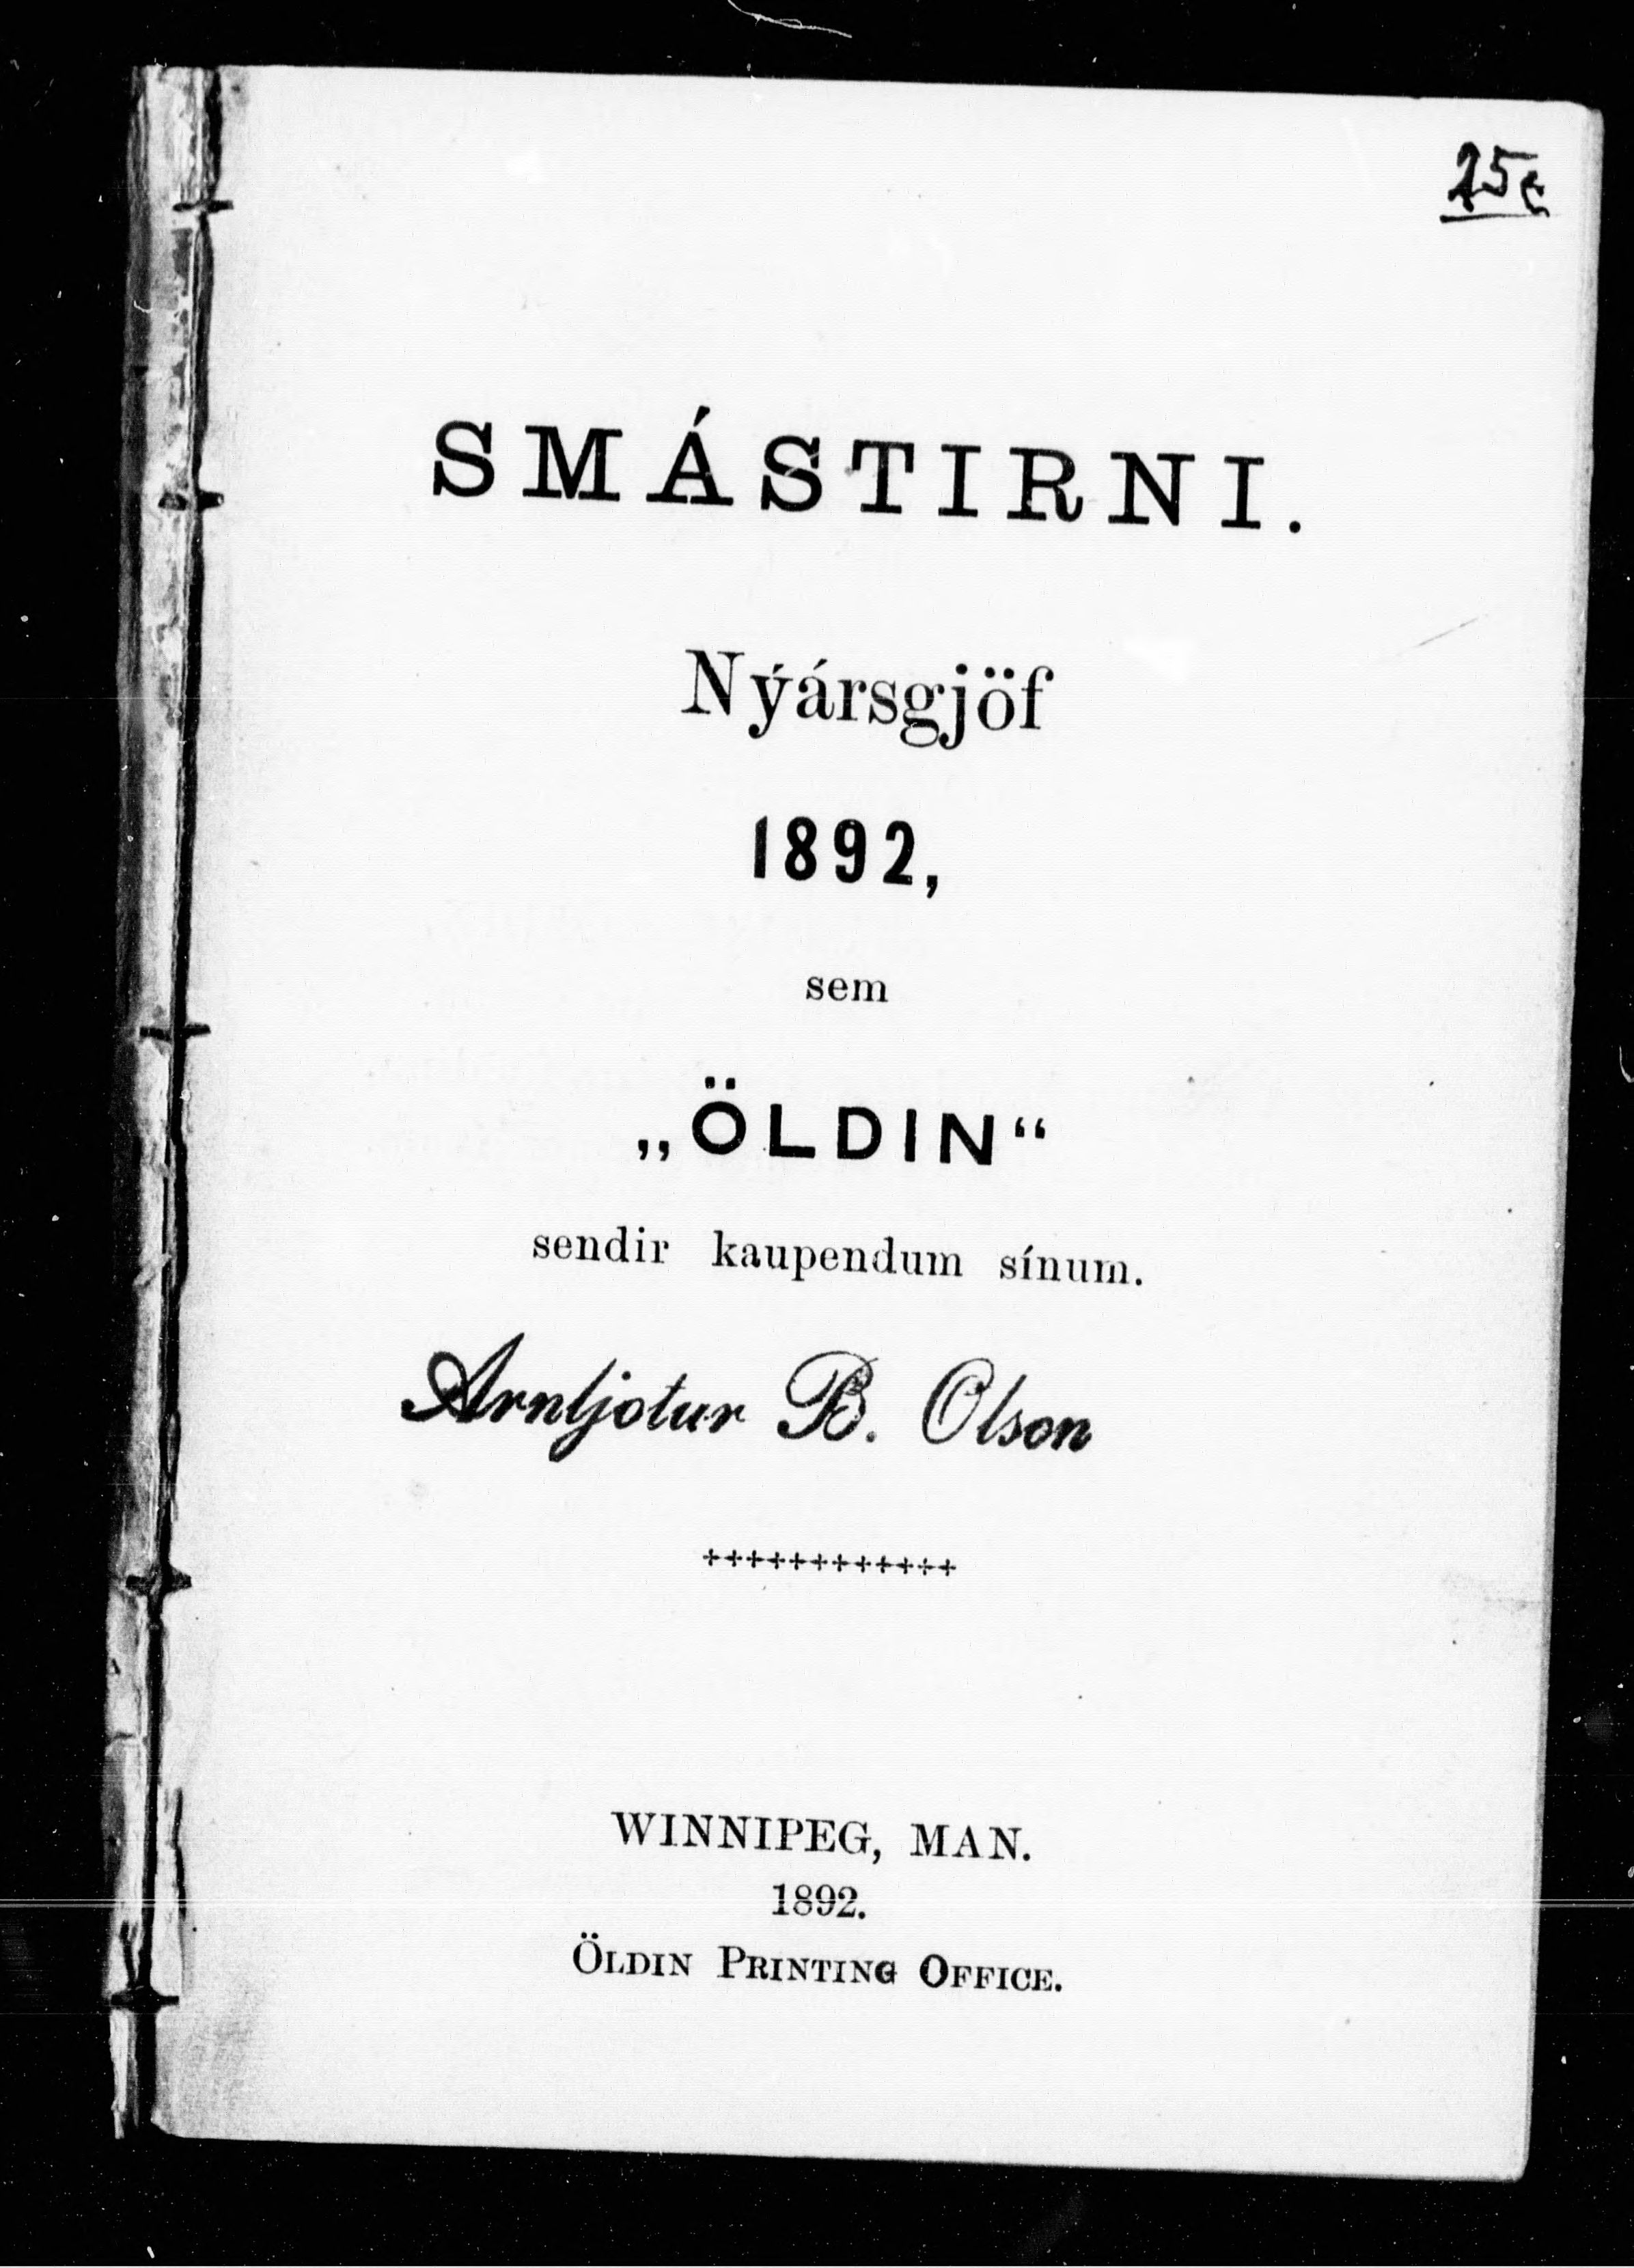 25c
SMÁSTIRNI.
Nýársgjöf
1892,
sem
„ÖLDIN“
sendir kaupendum sínum.
Arnljotur B. Olson
++++++++++++
WINNIPEG, MAN.
1892.
ÖLDIN PRINTING OFFICE.